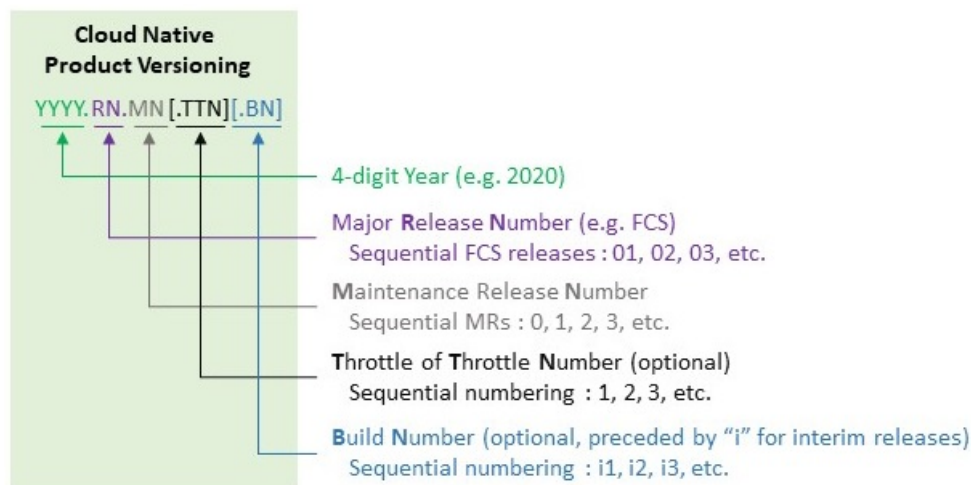 Cloud Native
Product Versioning
YYYY.RN.MN[.TTN][.BN]
4-digit Year (e.g. 2020)
Major Release Number (e.g. FCS)
Sequential FCS releases : 01, 02, 03, etc.
Maintenance Release Number
Sequential MRs : 0, 1, 2, 3, etc.
Throttle of Throttle Number (optional)
Sequential numbering : 1, 2, 3, etc.
Build Number (optional, preceded by “i” for interim releases)
Sequential numbering : i1, i2, i3, etc.